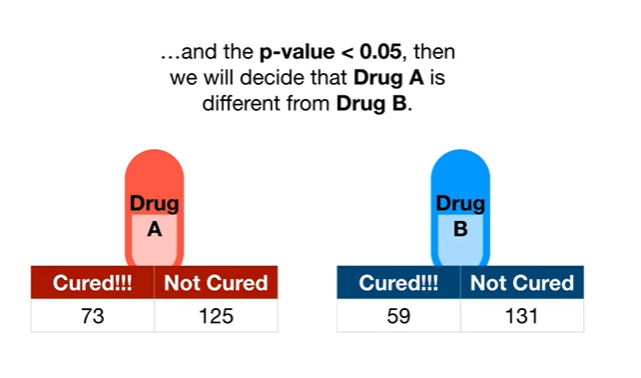 ...and the p-value < 0.05, then
we will decide that Drug A is
different from Drug B.
Drug
A
Drug
B
Cured!!! Not Cured
73 125
Cured!!! Not Cured
59 131